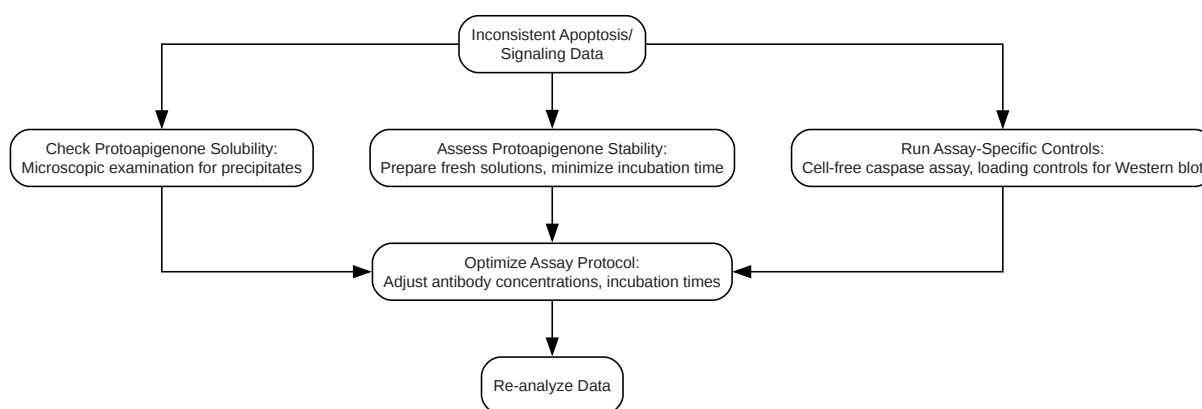 Inconsistent Apoptosis/
Signaling Data
Check Protoapigenone Solubility:
Microscopic examination for precipitates
Assess Protoapigenone Stability:
Prepare fresh solutions, minimize incubation time
Run Assay-Specific Controls:
Cell-free caspase assay, loading controls for Western blot
Optimize Assay Protocol:
Adjust antibody concentrations, incubation times
Re-analyze Data